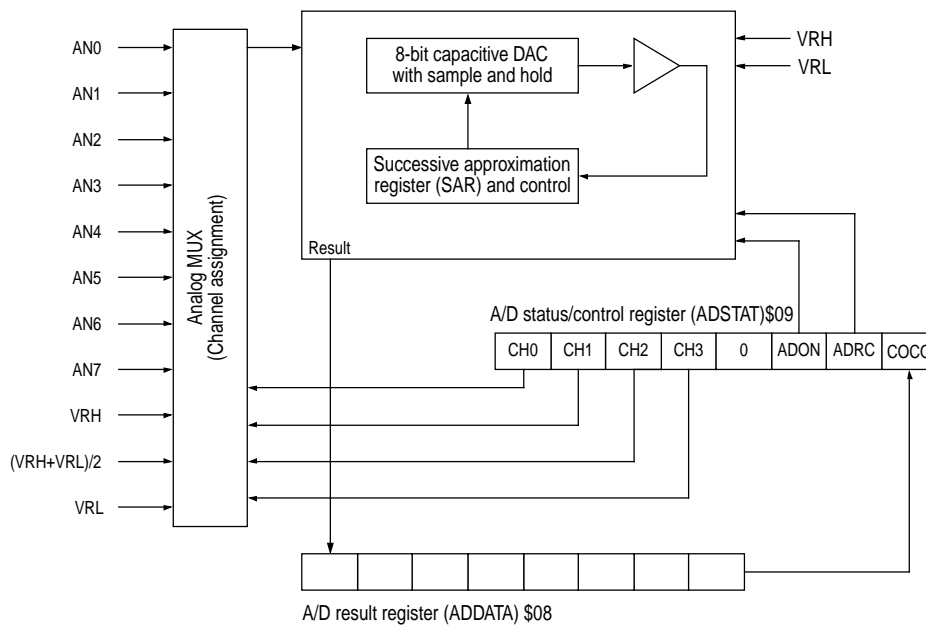 AN0
AN1
AN2
AN3
AN4
AN5
AN6
AN7
VRH
(VRH+VRL)/2
VRL
Analog MUX
(Channel assignment)
8-bit capacitive DAC
with sample and hold
Successive approximation
register (SAR) and control
Result
VRH
VRL
A/D status/control register (ADSTAT)$09
CH0 CH1 CH2 CH3 0 ADON ADRC COCO
A/D result register (ADDATA) $08